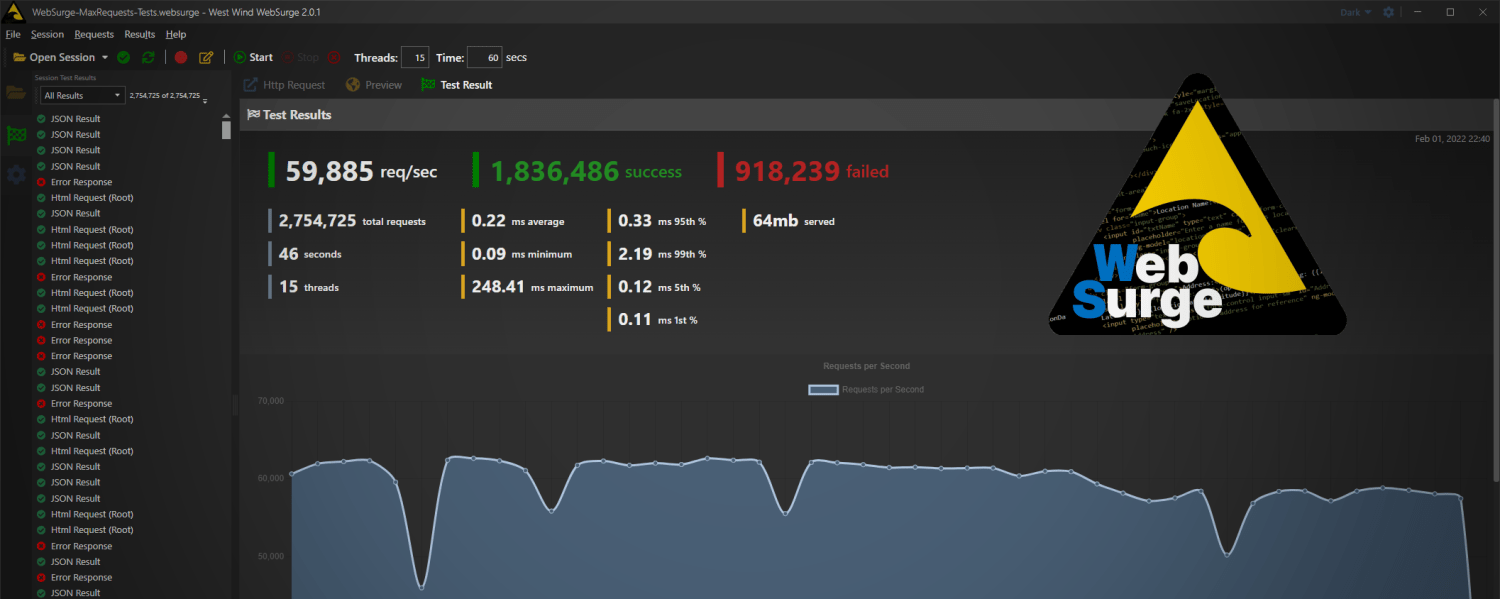 WebSurge-MaxRequests-Tests.websurge - West Wind WebSurge 2.0.1
Dark
File Session Requests Results Help
Open Session Start Stop Threads: 15 Time: 60 secs
Session Test Results
All Results 2,754,725 of 2,754,725
Http Request Preview Test Result
Test Results
Feb 01, 2022 22:40
59,885 req/sec 1,836,486 success 918,239 failed
2,754,725 total requests 0.22 ms average 0.33 ms 95th % 64mb served
46 seconds 0.09 ms minimum 2.19 ms 99th %
15 threads 248.41 ms maximum 0.12 ms 5th %
0.11 ms 1st %
Web
Surge
Requests per Second
Requests per Second
70,000
60,000
50,000
JSON Result
JSON Result
JSON Result
JSON Result
Error Response
Html Request (Root)
JSON Result
Html Request (Root)
Html Request (Root)
Html Request (Root)
Error Response
Html Request (Root)
Html Request (Root)
Error Response
Error Response
Error Response
JSON Result
JSON Result
Error Response
Html Request (Root)
JSON Result
Html Request (Root)
JSON Result
JSON Result
JSON Result
Html Request (Root)
Html Request (Root)
Error Response
JSON Result
Error Response
JSON Result